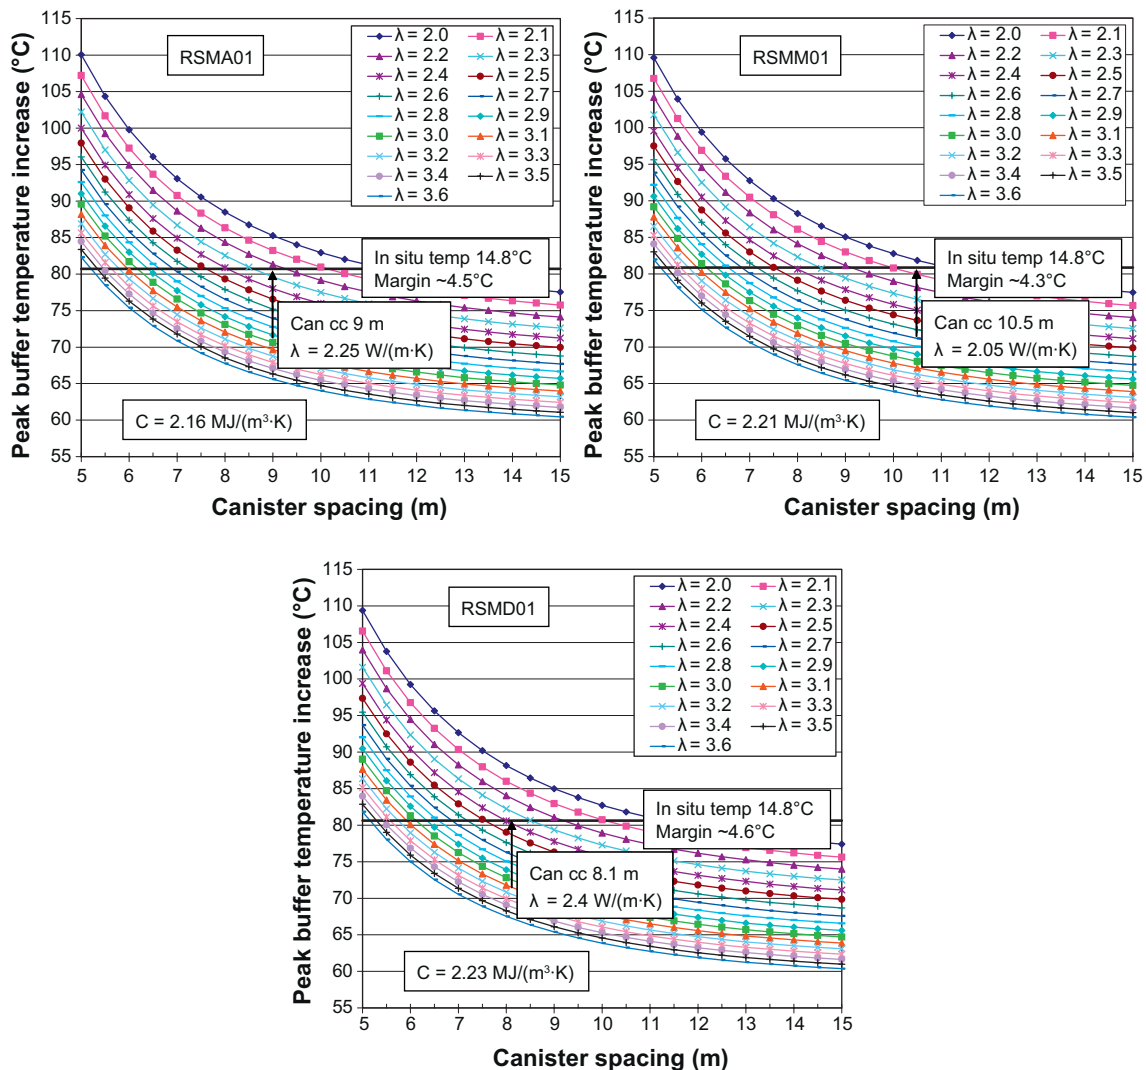 RSMA01
Peak buffer temperature increase (°C)
115
110
105
100
95
90
85
80
75
70
65
60
55
λ = 2.0 λ = 2.1
λ = 2.2 λ = 2.3
λ = 2.4 λ = 2.5
λ = 2.6 λ = 2.7
λ = 2.8 λ = 2.9
λ = 3.0 λ = 3.1
λ = 3.2 λ = 3.3
λ = 3.4 λ = 3.5
λ = 3.6
In situ temp 14.8°C
Margin ~4.5°C
Can cc 9 m
λ = 2.25 W/(m·K)
C = 2.16 MJ/(m³·K)
5 6 7 8 9 10 11 12 13 14 15
Canister spacing (m)
RSMM01
Peak buffer temperature increase (°C)
115
110
105
100
95
90
85
80
75
70
65
60
55
λ = 2.0 λ = 2.1
λ = 2.2 λ = 2.3
λ = 2.4 λ = 2.5
λ = 2.6 λ = 2.7
λ = 2.8 λ = 2.9
λ = 3.0 λ = 3.1
λ = 3.2 λ = 3.3
λ = 3.4 λ = 3.5
λ = 3.6
In situ temp 14.8°C
Margin ~4.3°C
Can cc 10.5 m
λ = 2.05 W/(m·K)
C = 2.21 MJ/(m³·K)
5 6 7 8 9 10 11 12 13 14 15
Canister spacing (m)
RSMD01
Peak buffer temperature increase (°C)
115
110
105
100
95
90
85
80
75
70
65
60
55
λ = 2.0 λ = 2.1
λ = 2.2 λ = 2.3
λ = 2.4 λ = 2.5
λ = 2.6 λ = 2.7
λ = 2.8 λ = 2.9
λ = 3.0 λ = 3.1
λ = 3.2 λ = 3.3
λ = 3.4 λ = 3.5
λ = 3.6
In situ temp 14.8°C
Margin ~4.6°C
Can cc 8.1 m
λ = 2.4 W/(m·K)
C = 2.23 MJ/(m³·K)
5 6 7 8 9 10 11 12 13 14 15
Canister spacing (m)